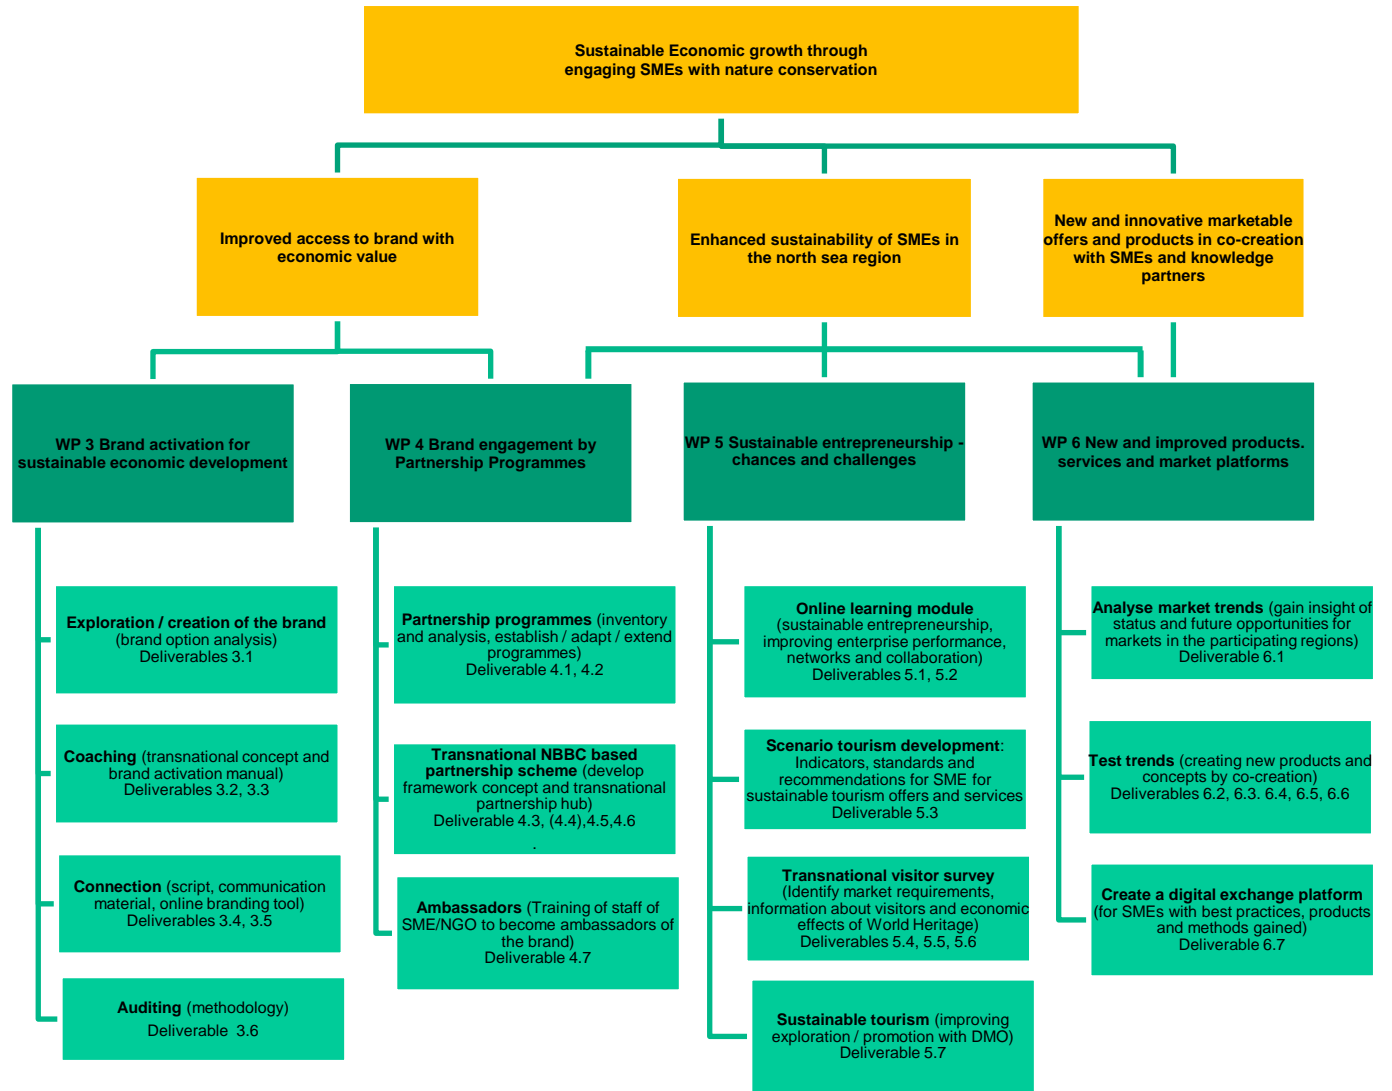 Sustainable Economic growth through
engaging SMEs with nature conservation
Improved access to brand with
economic value
Enhanced sustainability of SMEs in
the north sea region
New and innovative marketable
offers and products in co-creation
with SMEs and knowledge
partners
WP 3 Brand activation for
sustainable economic development
WP 4 Brand engagement by
Partnership Programmes
WP 5 Sustainable entrepreneurship -
chances and challenges
WP 6 New and improved products.
services and market platforms
Exploration / creation of the brand
(brand option analysis)
Deliverables 3.1
Coaching (transnational concept and
brand activation manual)
Deliverables 3.2, 3.3
Connection (script, communication
material, online branding tool)
Deliverables 3.4, 3.5
Auditing (methodology)
Deliverable 3.6
Partnership programmes (inventory
and analysis, establish / adapt / extend
programmes)
Deliverable 4.1, 4.2
Transnational NBBC based
partnership scheme (develop
framework concept and transnational
partnership hub)
Deliverable 4.3, (4.4),4.5,4.6
.
Ambassadors (Training of staff of
SME/NGO to become ambassadors of
the brand)
Deliverable 4.7
Online learning module
(sustainable entrepreneurship,
improving enterprise performance,
networks and collaboration)
Deliverables 5.1, 5.2
Scenario tourism development:
Indicators, standards and
recommendations for SME for
sustainable tourism offers and services
Deliverable 5.3
Transnational visitor survey
(Identify market requirements,
information about visitors and economic
effects of World Heritage)
Deliverables 5.4, 5.5, 5.6
Sustainable tourism (improving
exploration / promotion with DMO)
Deliverable 5.7
Analyse market trends (gain insight of
status and future opportunities for
markets in the participating regions)
Deliverable 6.1
Test trends (creating new products and
concepts by co-creation)
Deliverables 6.2, 6.3. 6.4, 6.5, 6.6
Create a digital exchange platform
(for SMEs with best practices, products
and methods gained)
Deliverable 6.7